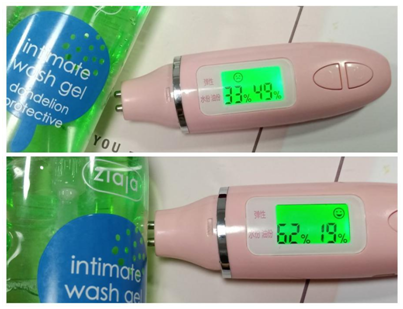 intimate
wash gel
dandelion
protective
33% 49%
YOU
ziaja
intimate
wash gel
62% 19%